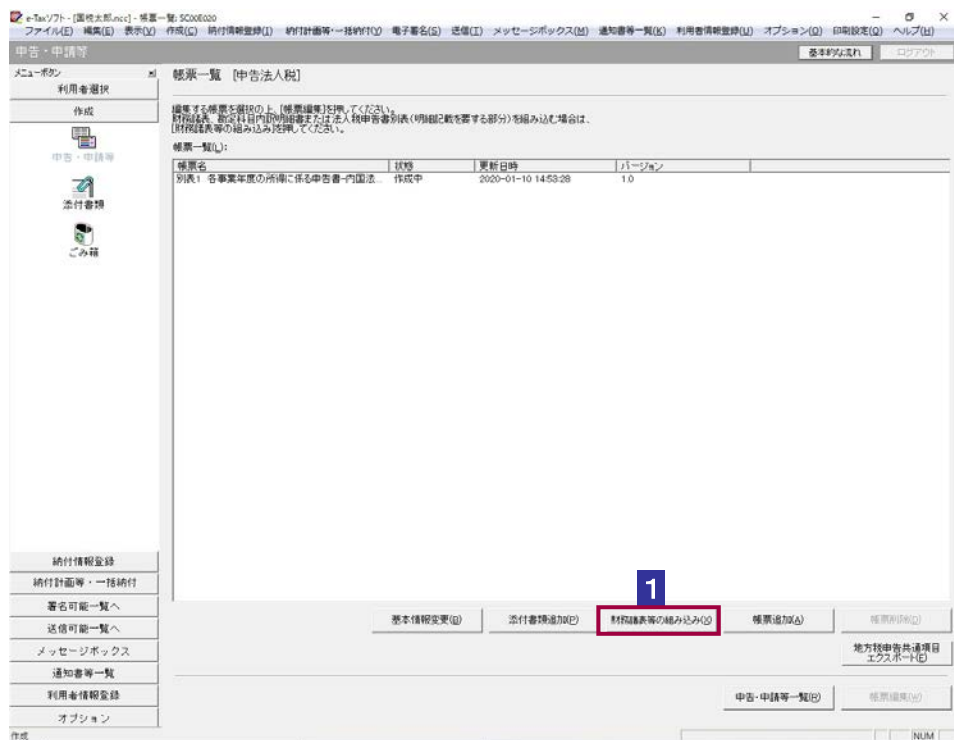 e-Taxソフト - [国税太郎.ncc] - 帳票一覧: SC00E020
ファイル(F) 編集(E) 表示(V) 作成(C) 納付情報登録(I) 納付計画等・一括納付(Y) 電子署名(S) 送信(T) メッセージボックス(M) 通知書等一覧(K) 利用者情報登録(U) オプション(O) 印刷設定(Q) ヘルプ(H)
申告・申請等
基本的な流れ
ログアウト
メニューボタン
利用者選択
作成
申告・申請等
添付書類
ごみ箱
帳票一覧 [申告法人税]
編集する帳票を選択の上、[帳票編集]を押してください。
財務諸表、勘定科目内訳明細書または法人税申告書別表(明細記載を要する部分)を組み込む場合は、
[財務諸表等の組み込み]を押してください。
帳票一覧(L):
帳票名 状態 更新日時 バージョン
別表1 各事業年度の所得に係る申告書-内国法... 作成中 2020-01-10 14:53:28 1.0
納付情報登録
納付計画等・一括納付
署名可能一覧へ
送信可能一覧へ
メッセージボックス
通知書等一覧
利用者情報登録
オプション
1
基本情報変更(B) 添付書類追加(P) 財務諸表等の組み込み(X) 帳票追加(A) 帳票削除(D)
地方税申告共通項目
エクスポート(E)
申告・申請等一覧(R) 帳票編集(W)
作成
NUM